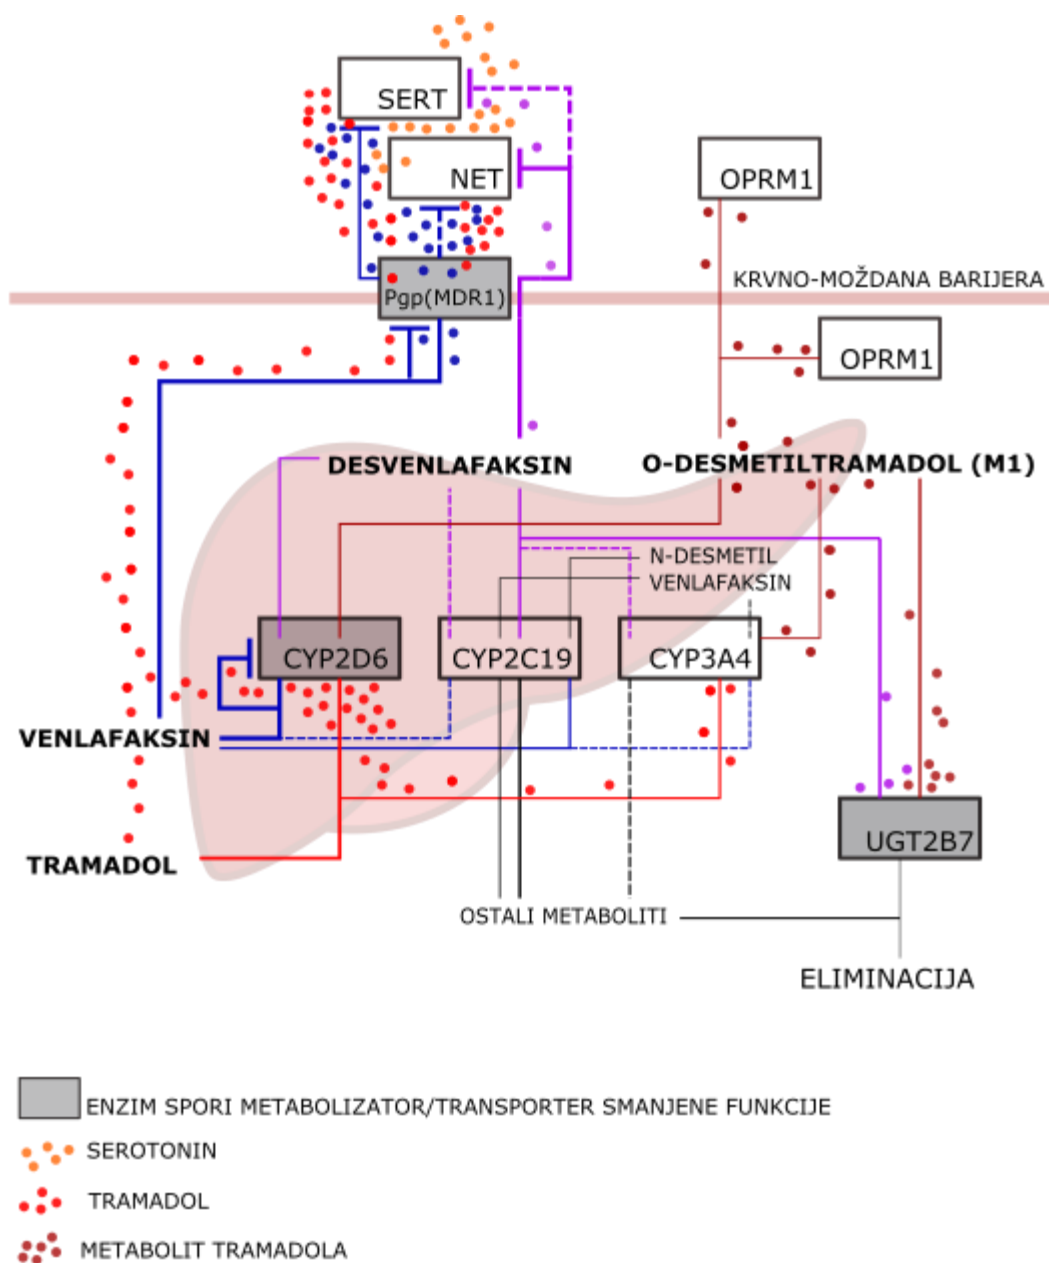 SERT
NET
OPRM1
KRVNO-MOŽDANA BARIJERA
Pgp(MDR1)
OPRM1
DESVENLAFAKSIN
O-DESMETILTRAMADOL (M1)
N-DESMETIL
VENLAFAKSIN
CYP2D6
CYP2C19
CYP3A4
VENLAFAKSIN
UGT2B7
TRAMADOL
OSTALI METABOLITI
ELIMINACIJA
ENZIM SPORI METABOLIZATOR/TRANSPORTER SMANJENE FUNKCIJE
SEROTONIN
TRAMADOL
METABOLIT TRAMADOLA